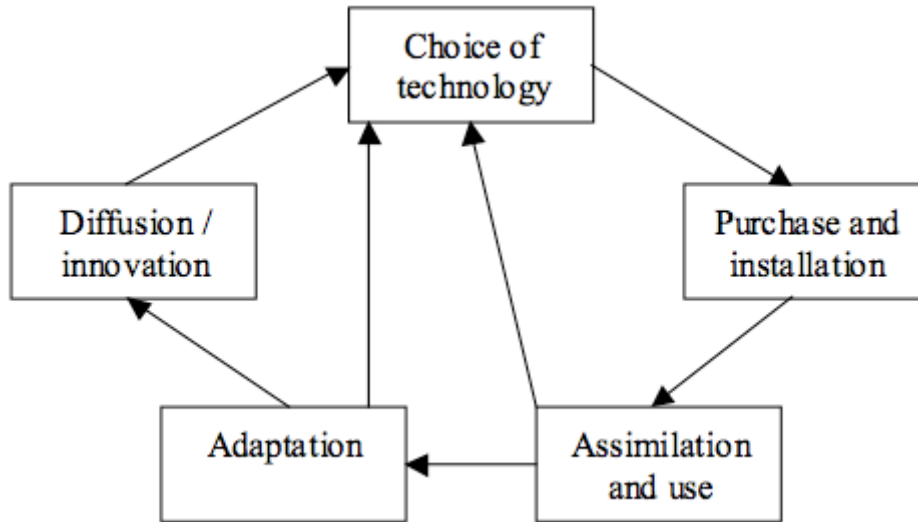 Choice of
technology
Diffusion /
innovation
Purchase and
installation
Adaptation
Assimilation
and use